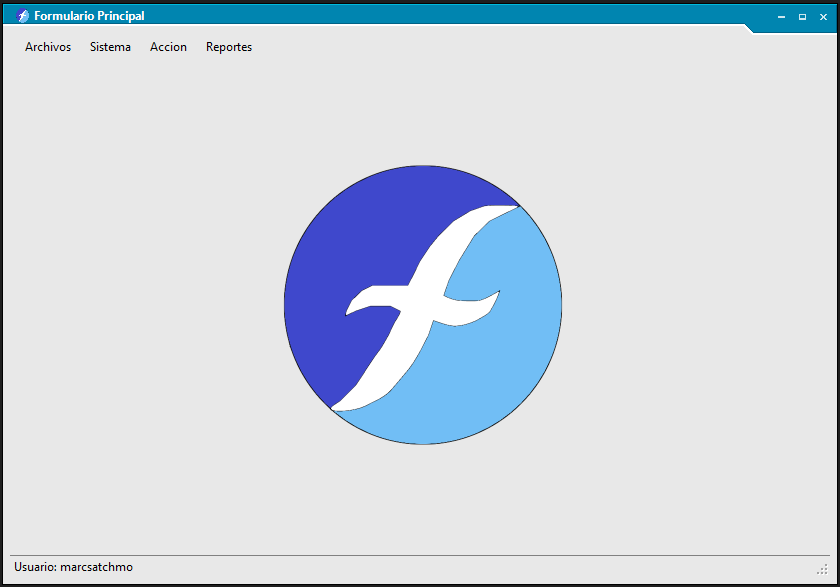 Formulario Principal
Archivos Sistema Accion Reportes
Usuario: marcsatchmo